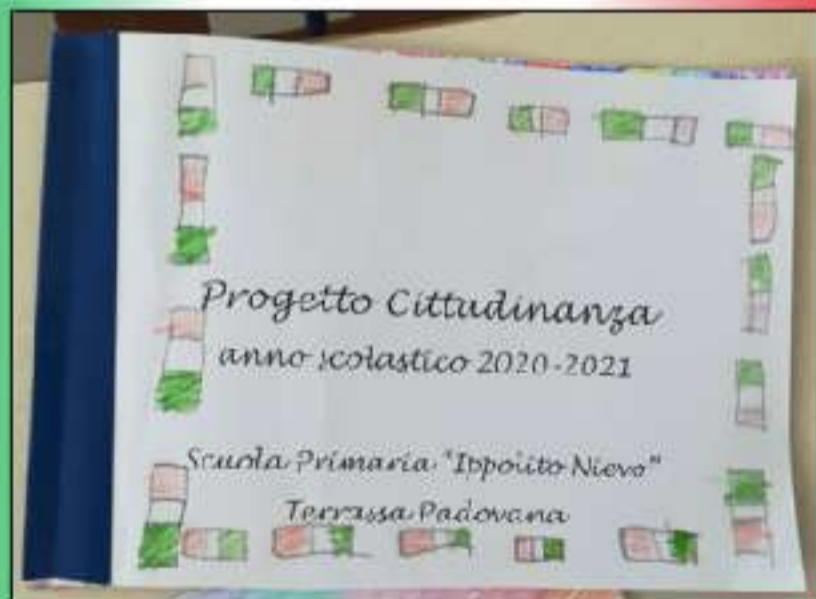 Progetto Cittadinanza
anno scolastico 2020-2021
Scuola Primaria "Ippolito Nievo"
Terrassa Padovana